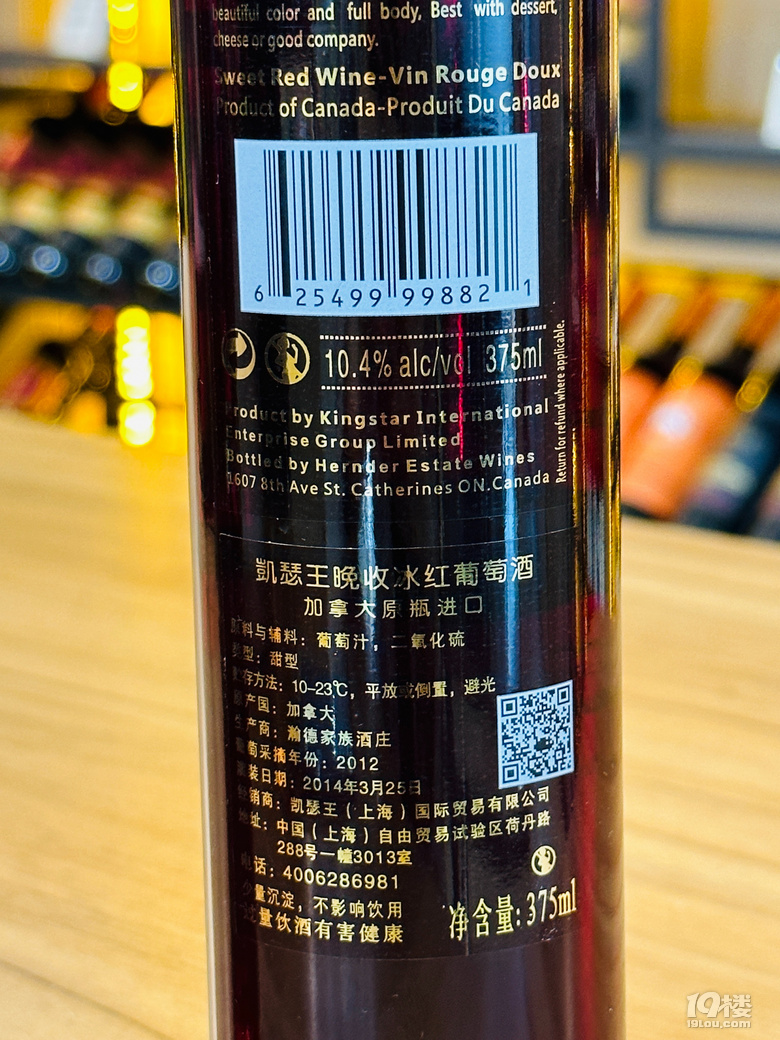 beautiful color and full body, Best with dessert,
cheese or good company.
Sweet Red Wine-Vin Rouge Doux
Product of Canada-Produit Du Canada
6 25499 99882 1
10.4% alc/vol 375ml
Return for refund where applicable.
Product by Kingstar International
Enterprise Group Limited
Bottled by Hernder Estate Wines
1607 8th Ave St. Catherines ON.Canada
凯瑟王晚收冰红葡萄酒
加拿大原瓶进口
原料与辅料：葡萄汁，二氧化硫
类型：甜型
贮存方法：10-23℃，平放或倒置，避光
原产国：加拿大
生产商：瀚德家族酒庄
葡萄采摘年份：2012
灌装日期：2014年3月25日
经销商：凯瑟王（上海）国际贸易有限公司
地址：中国（上海）自由贸易试验区荷丹路
288号一幢3013室
电话：4006286981
少量沉淀，不影响饮用
过量饮酒有害健康
净含量：375ml
19楼
19lou.com